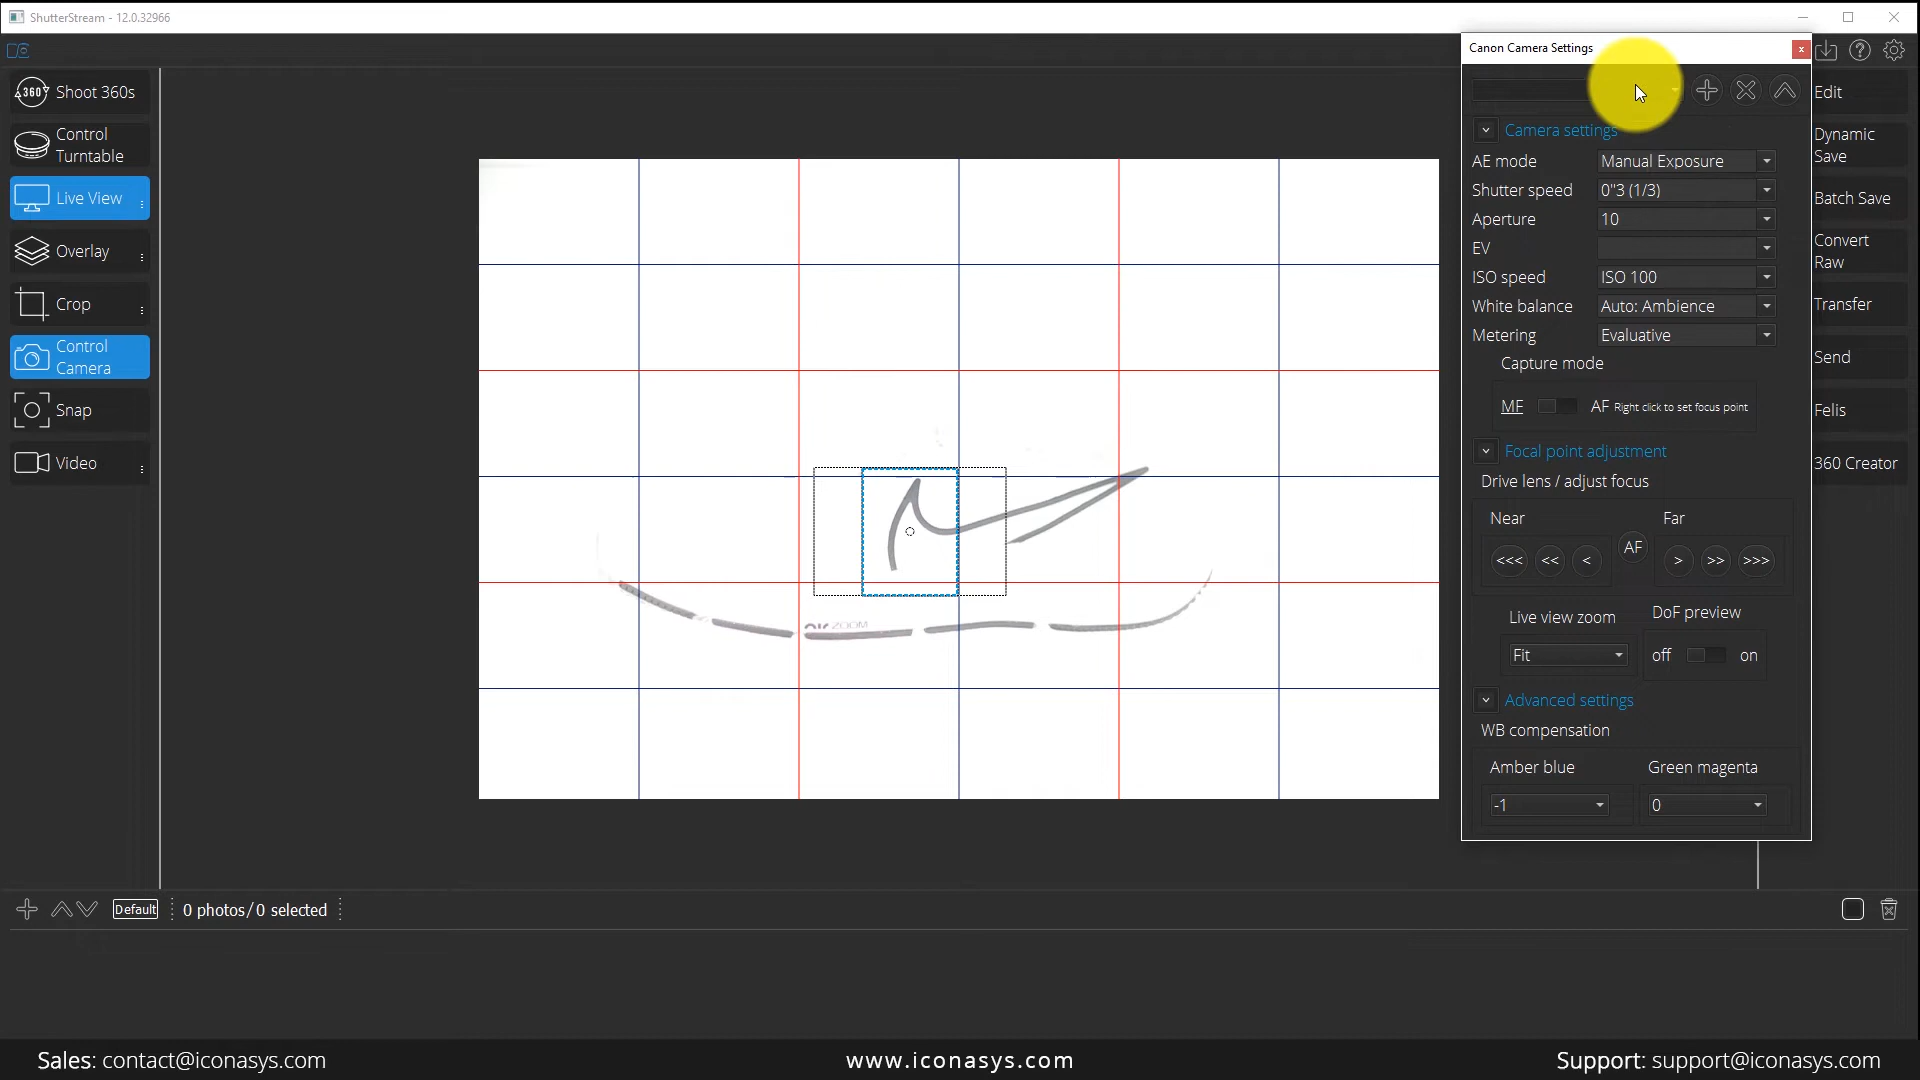 ShutterStream - 12.0.32966
Canon Camera Settings
360°
Shoot 360s
Control
Turntable
Live View
Overlay
Crop
Control
Camera
Snap
Video
Camera settings
AE mode
Manual Exposure
Shutter speed
0"3 (1/3)
Aperture
10
EV
ISO speed
ISO 100
White balance
Auto: Ambience
Metering
Evaluative
Capture mode
MF
AF Right click to set focus point
Focal point adjustment
Drive lens / adjust focus
Near
Far
<<<
<<
<
AF
>
>>
>>>
Live view zoom
DoF preview
Fit
off
on
Advanced settings
WB compensation
Amber blue
Green magenta
-1
0
Edit
Dynamic
Save
Batch Save
Convert
Raw
Transfer
Send
Felis
360 Creator
ZOOM
Default
0 photos/ 0 selected
Sales: contact@iconasys.com
www.iconasys.com
Support: support@iconasys.com